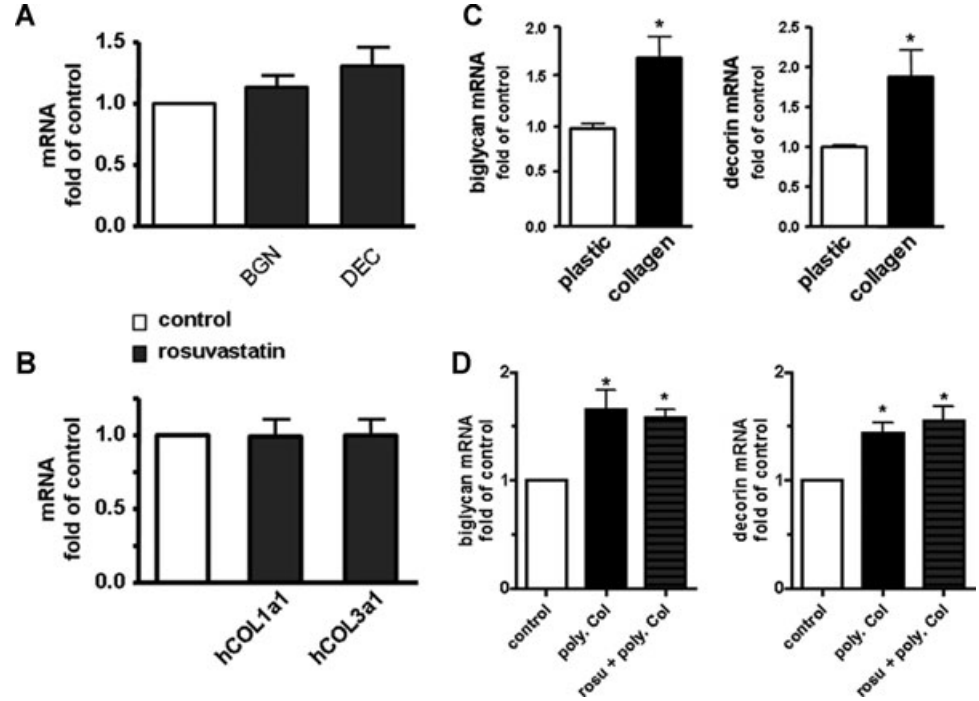 A
mRNA
fold of control
1.5
1.0
0.5
0.0
BGN
DEC
control
rosuvastatin
B
mRNA
fold of control
1.0
0.5
0.0
hCOL1a1
hCOL3a1
C
biglycan mRNA
fold of control
2.0
1.5
1.0
0.5
0.0
*
plastic
collagen
decorin mRNA
fold of control
2.5
2.0
1.5
1.0
0.5
0.0
*
plastic
collagen
D
biglycan mRNA
fold of control
2
1
0
*
*
control
poly. Col
rosu + poly. Col
decorin mRNA
fold of control
2
1
0
*
*
control
poly. Col
rosu + poly. Col